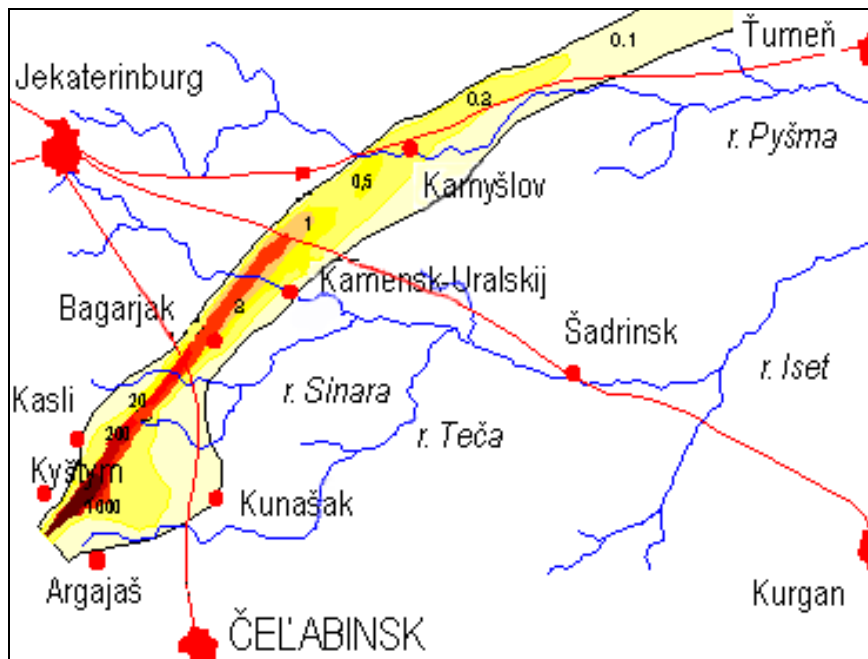 0.1
Ťumeň
Jekaterinburg
0.2
r. Pyšma
0,5
Kamyšlov
1
Kamensk-Uralskij
Bagarjak
3
Šadrinsk
r. Iset
r. Sinara
Kasli
20
r. Teča
200
Kyštym
1000
Kunašak
Argajaš
Kurgan
ČEĽABINSK